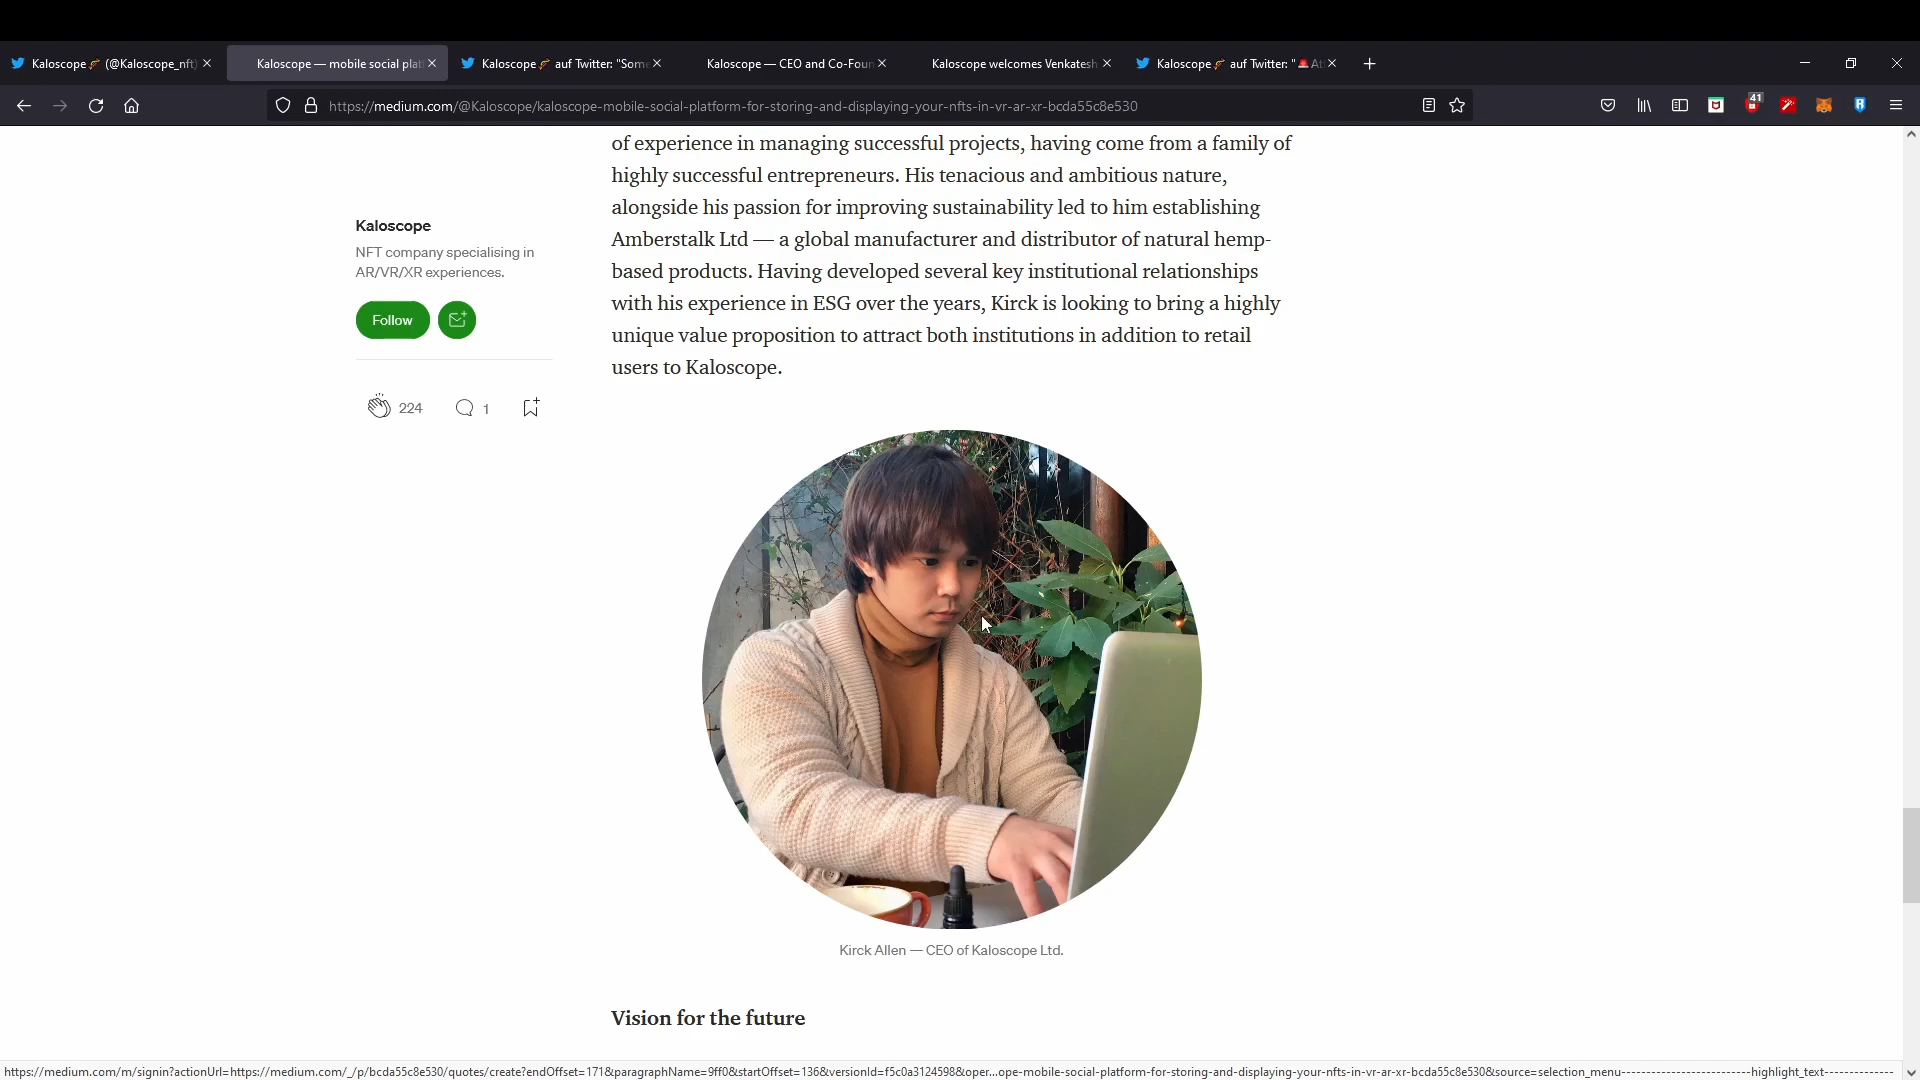 Kaloscope (@Kaloscope_nft)
Kaloscope — mobile social plat
Kaloscope auf Twitter: "Some
Kaloscope — CEO and Co-Foun
Kaloscope welcomes Venkatesh
Kaloscope auf Twitter: "
https://medium.com/@Kaloscope/kaloscope-mobile-social-platform-for-storing-and-displaying-your-nfts-in-vr-ar-xr-bcda55c8e530
41
of experience in managing successful projects, having come from a family of
highly successful entrepreneurs. His tenacious and ambitious nature,
alongside his passion for improving sustainability led to him establishing
Amberstalk Ltd — a global manufacturer and distributor of natural hemp-
based products. Having developed several key institutional relationships
with his experience in ESG over the years, Kirck is looking to bring a highly
unique value proposition to attract both institutions in addition to retail
users to Kaloscope.
Kaloscope
NFT company specialising in
AR/VR/XR experiences.
Follow
224
1
Kirck Allen — CEO of Kaloscope Ltd.
Vision for the future
https://medium.com/m/signin?actionUrl=https://medium.com/_/p/bcda55c8e530/quotes/create?endOffset=171&paragraphName=9ff0&startOffset=136&versionId=f5c0a3124598&oper...ope-mobile-social-platform-for-storing-and-displaying-your-nfts-in-vr-ar-xr-bcda55c8e530&source=selection_menu--------------------------highlight_text--------------